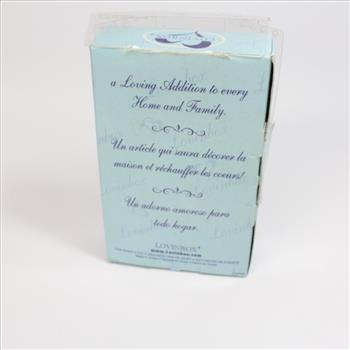 LOVINBOX
a Loving Addition to every
Home and Family.
Un article qui saura décorer la
maison et réchauffer les coeurs!
Un adorno amoroso para
todo hogar.
LOVINBOX
www.lovinbox.com